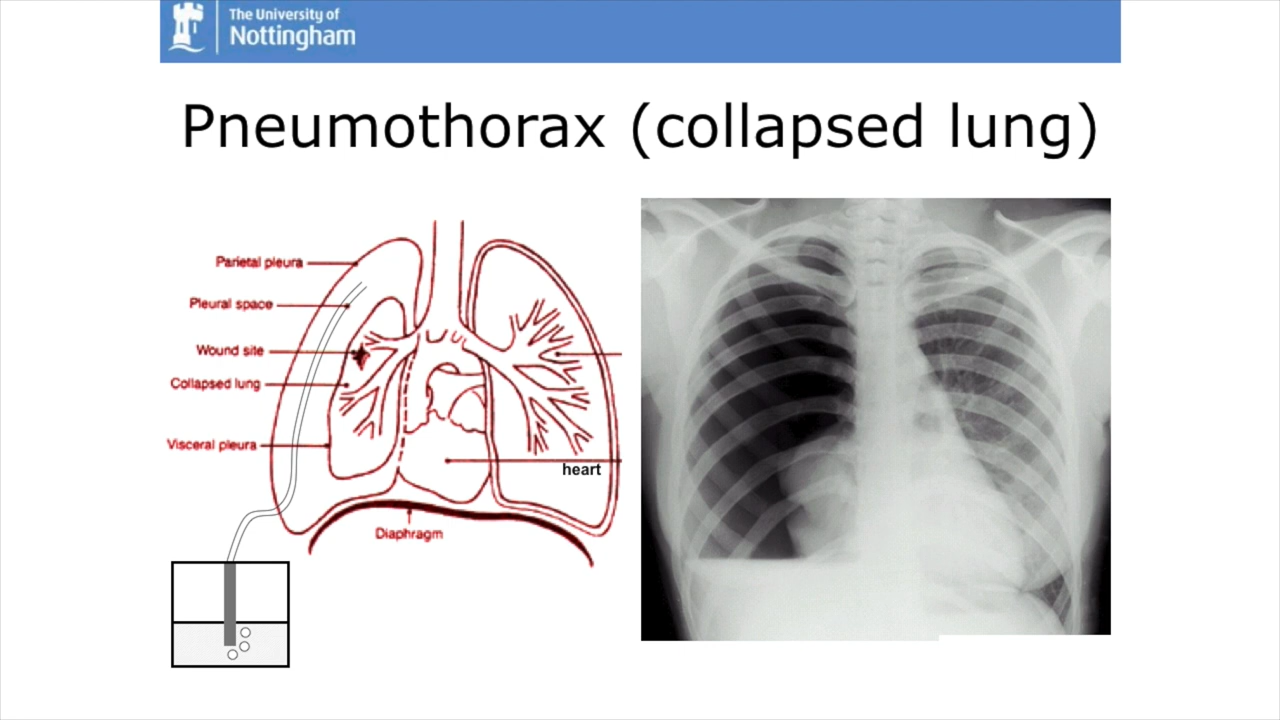 The University of
Nottingham
Pneumothorax (collapsed lung)
Parietal pleura
Pleural space
Wound site
Collapsed lung
Visceral pleura
heart
Diaphragm